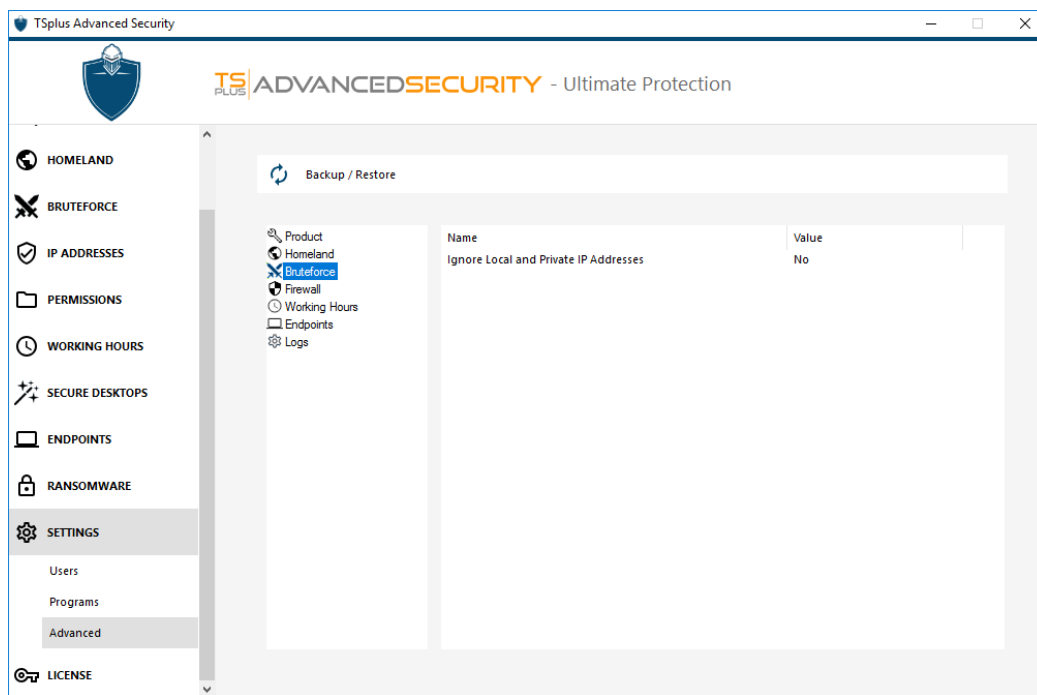 TSplus Advanced Security
TS PLUS ADVANCEDSECURITY - Ultimate Protection
HOMELAND
BRUTEFORCE
IP ADDRESSES
PERMISSIONS
WORKING HOURS
SECURE DESKTOPS
ENDPOINTS
RANSOMWARE
SETTINGS
Users
Programs
Advanced
LICENSE
Backup / Restore
Product
Homeland
Bruteforce
Firewall
Working Hours
Endpoints
Logs
Name Value
Ignore Local and Private IP Addresses No